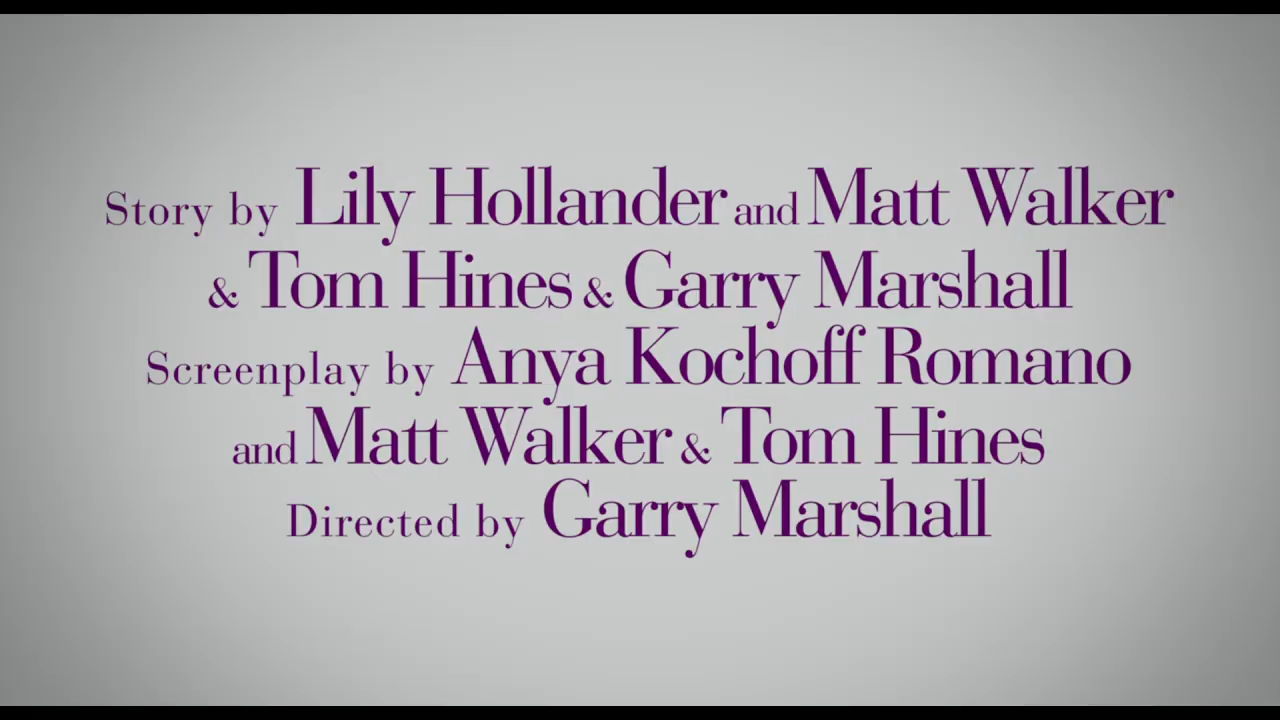 Story by Lily Hollander and Matt Walker
& Tom Hines & Garry Marshall
Screenplay by Anya Kochoff Romano
and Matt Walker & Tom Hines
Directed by Garry Marshall